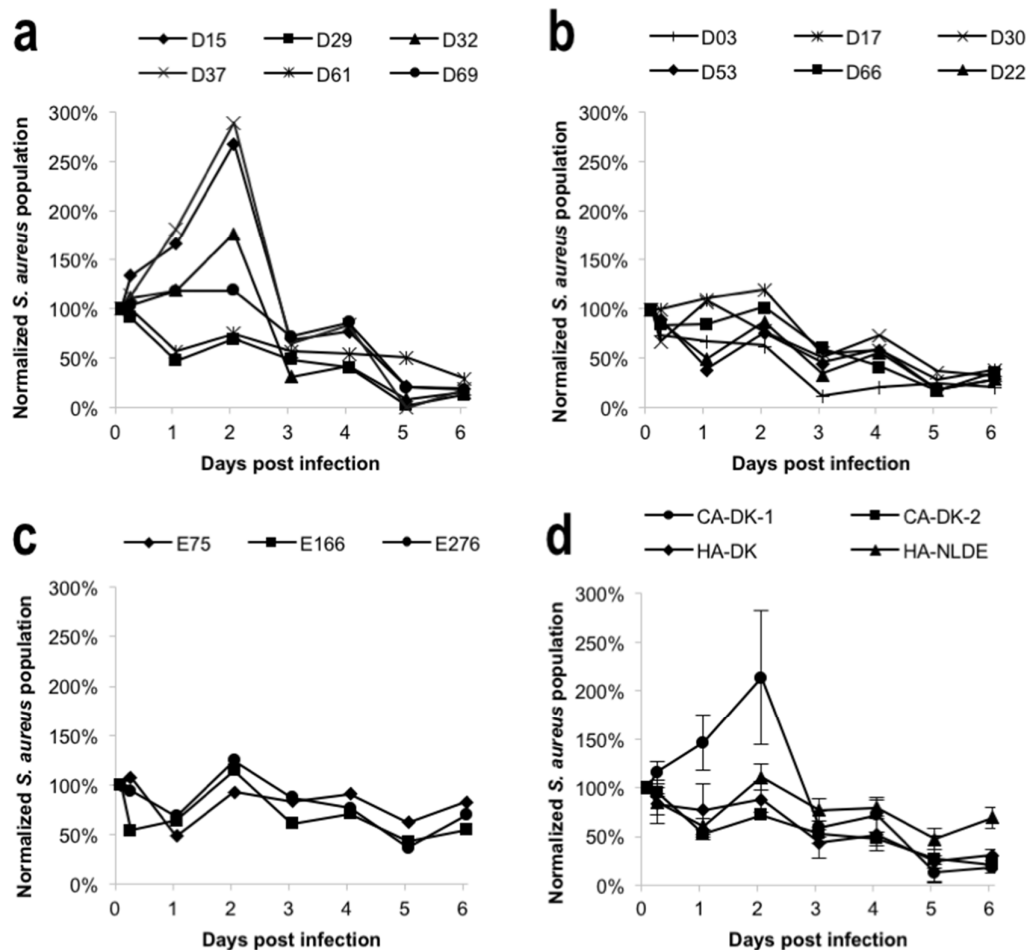 a
D15 D29 D32
D37 D61 D69
300%
250%
200%
150%
100%
50%
0%
Normalized S. aureus population
0 1 2 3 4 5 6
Days post infection
b
D03 D17 D30
D53 D66 D22
300%
250%
200%
150%
100%
50%
0%
Normalized S. aureus population
0 1 2 3 4 5 6
Days post infection
c
E75 E166 E276
300%
250%
200%
150%
100%
50%
0%
Normalized S. aureus population
0 1 2 3 4 5 6
Days post infection
d
CA-DK-1 CA-DK-2
HA-DK HA-NLDE
300%
250%
200%
150%
100%
50%
0%
Normalized S. aureus population
0 1 2 3 4 5 6
Days post infection